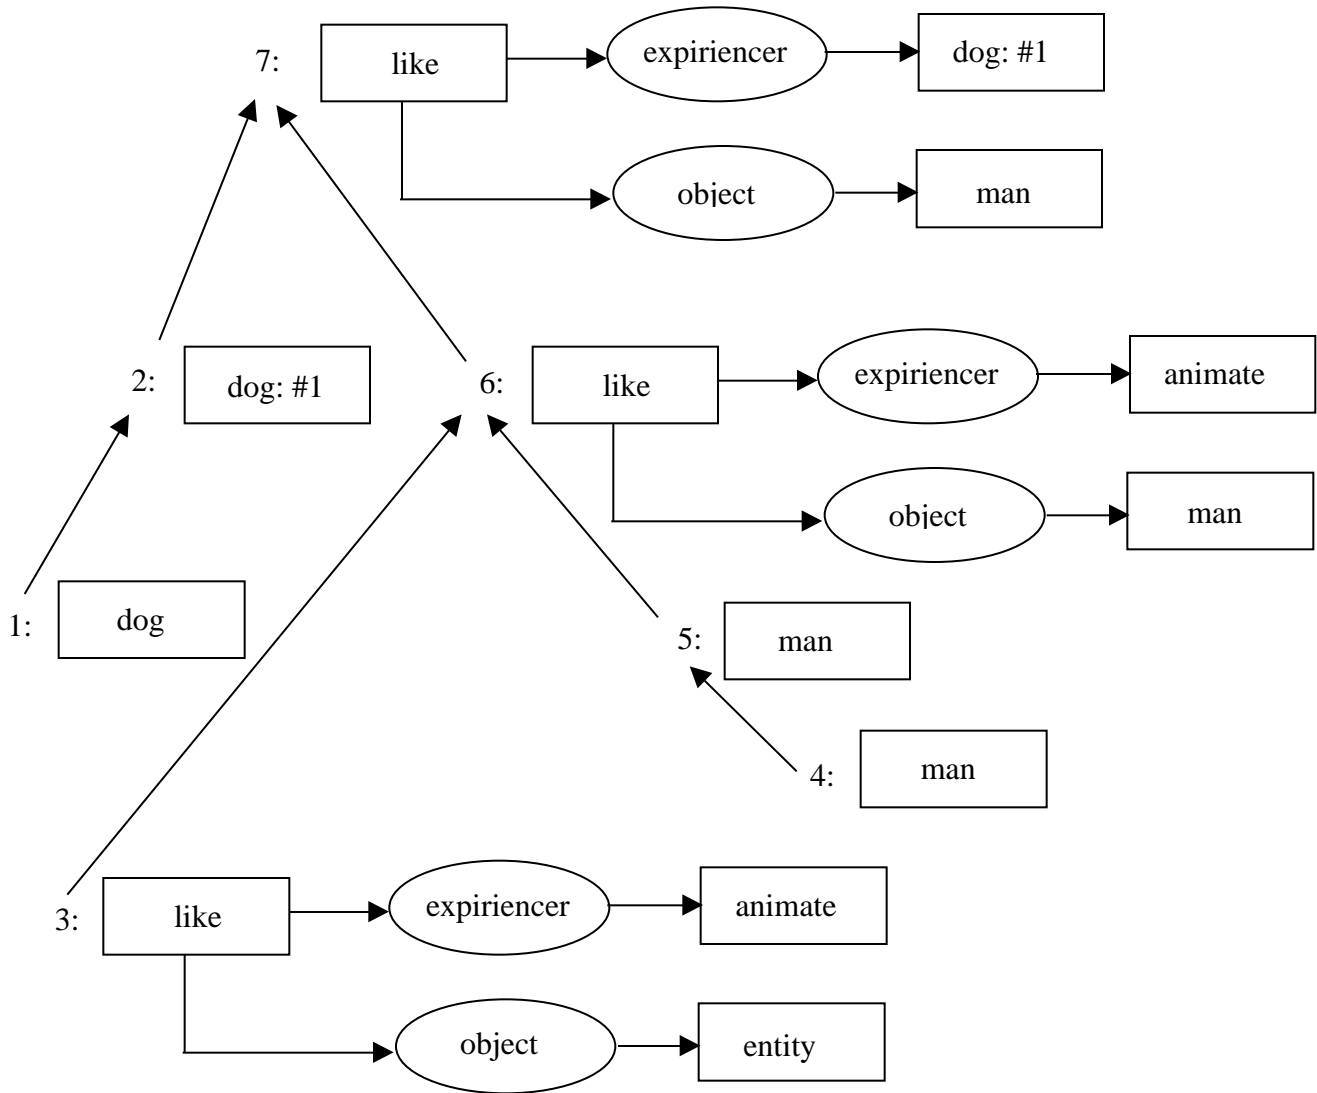 7: like expiriencer dog: #1
object man
2: dog: #1 6: like expiriencer animate
object man
1: dog
5: man
4: man
3: like expiriencer animate
object entity